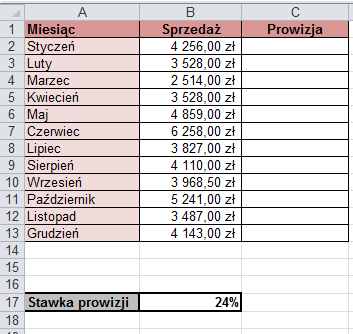 A B C
1 Miesiąc Sprzedaż Prowizja
2 Styczeń 4 256,00 zł
3 Luty 3 528,00 zł
4 Marzec 2 514,00 zł
5 Kwiecień 3 528,00 zł
6 Maj 4 859,00 zł
7 Czerwiec 6 258,00 zł
8 Lipiec 3 827,00 zł
9 Sierpień 4 110,00 zł
10 Wrzesień 3 968,50 zł
11 Październik 5 241,00 zł
12 Listopad 3 487,00 zł
13 Grudzień 4 143,00 zł
14
15
16
17 Stawka prowizji 24%
18